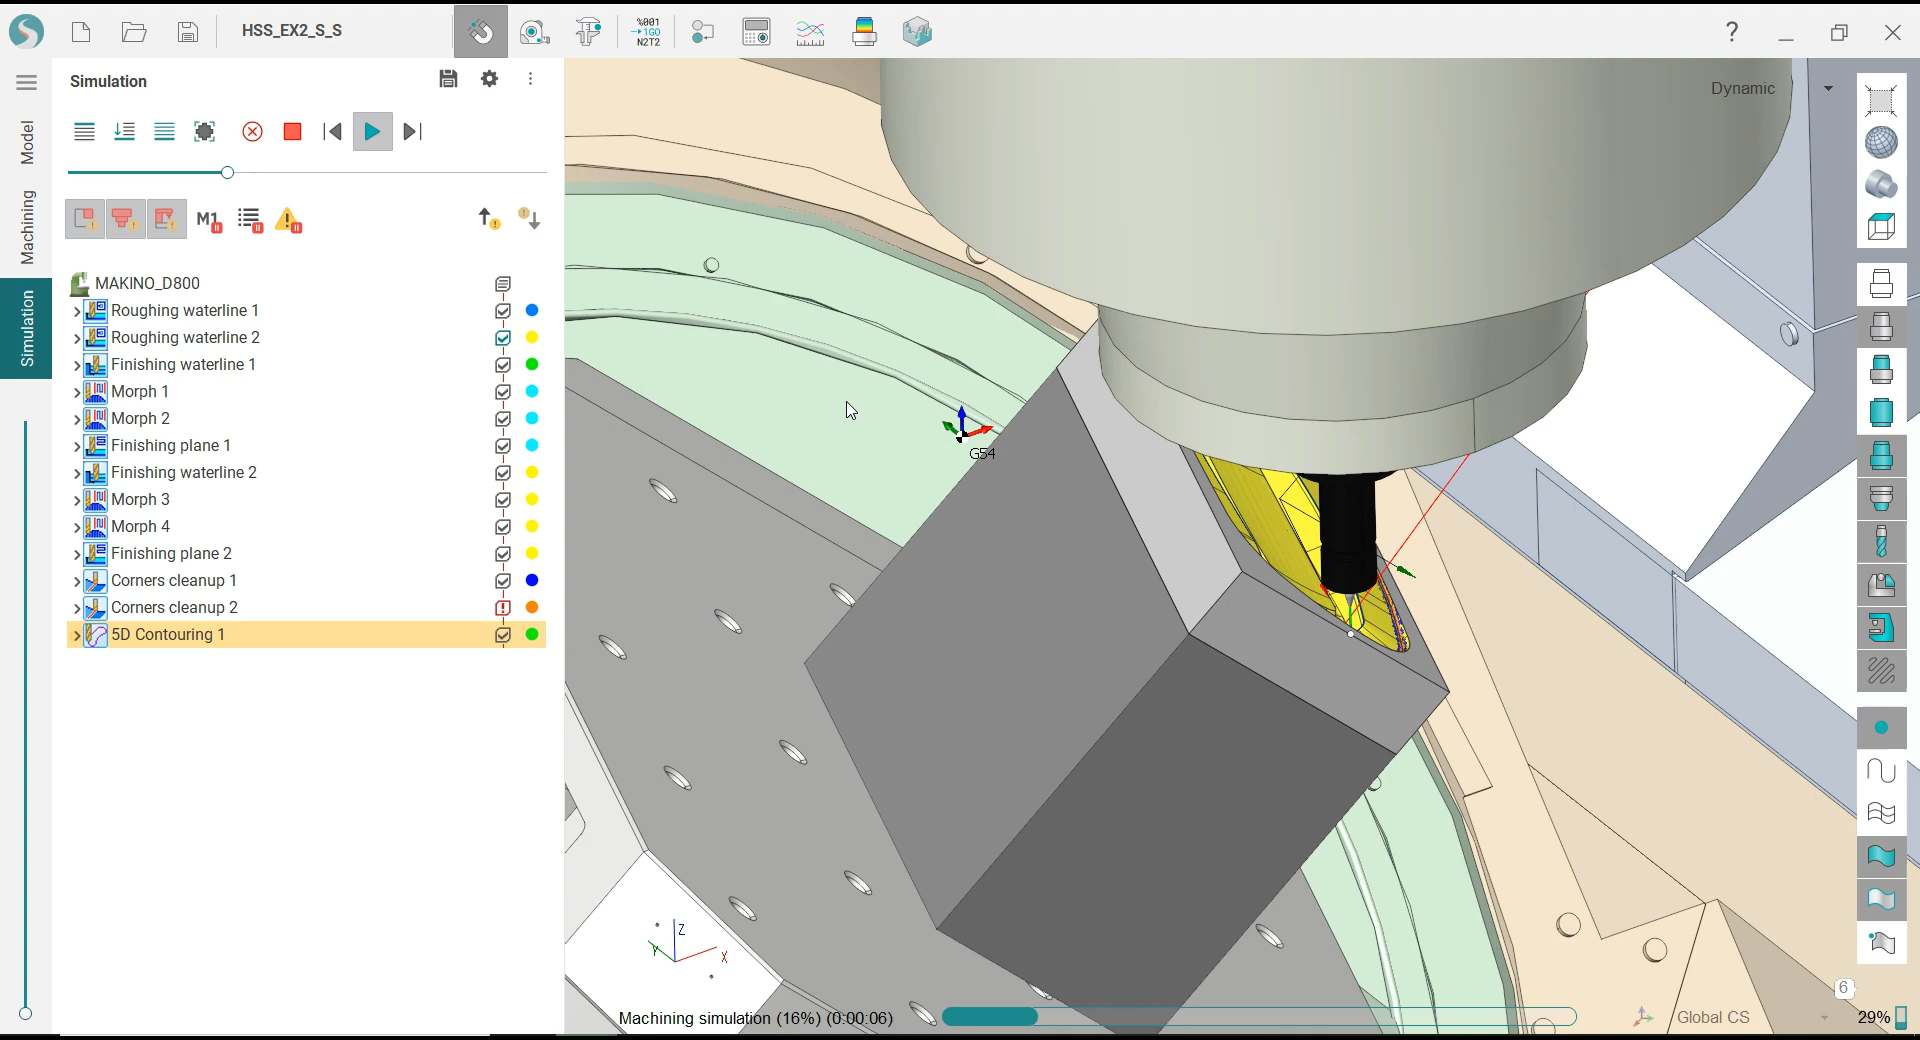 HSS_EX2_S_S
%001
→1G0
N2T2
?
Simulation
Model
Machining
Simulation
M1
MAKINO_D800
Roughing waterline 1
Roughing waterline 2
Finishing waterline 1
Morph 1
Morph 2
Finishing plane 1
Finishing waterline 2
Morph 3
Morph 4
Finishing plane 2
Corners cleanup 1
Corners cleanup 2
5D Contouring 1
Dynamic
G54
Z
Y
X
6
Machining simulation (16%) (0:00:06)
Global CS
29%